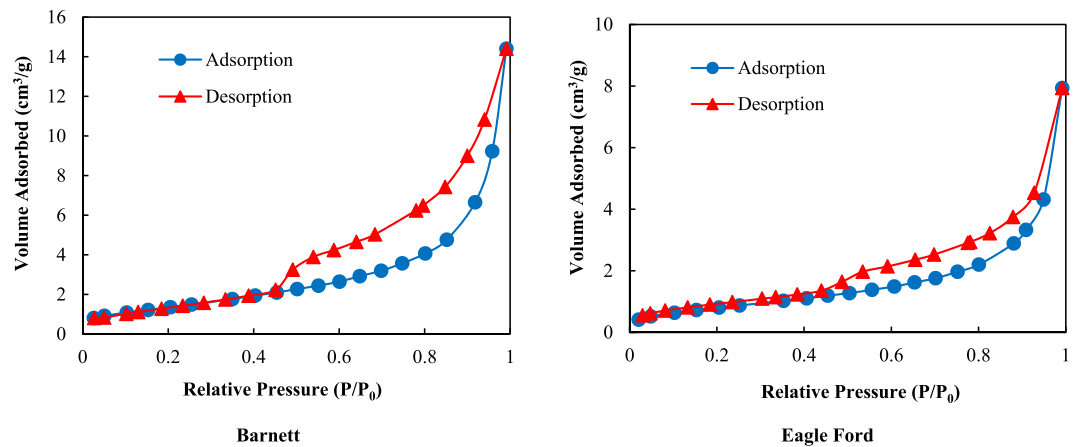 16
14
12
10
8
6
4
2
0
Volume Adsorbed (cm³/g)
Adsorption
Desorption
0 0.2 0.4 0.6 0.8 1
Relative Pressure (P/P₀)
Barnett
10
8
6
4
2
0
Volume Adsorbed (cm³/g)
Adsorption
Desorption
0 0.2 0.4 0.6 0.8 1
Relative Pressure (P/P₀)
Eagle Ford